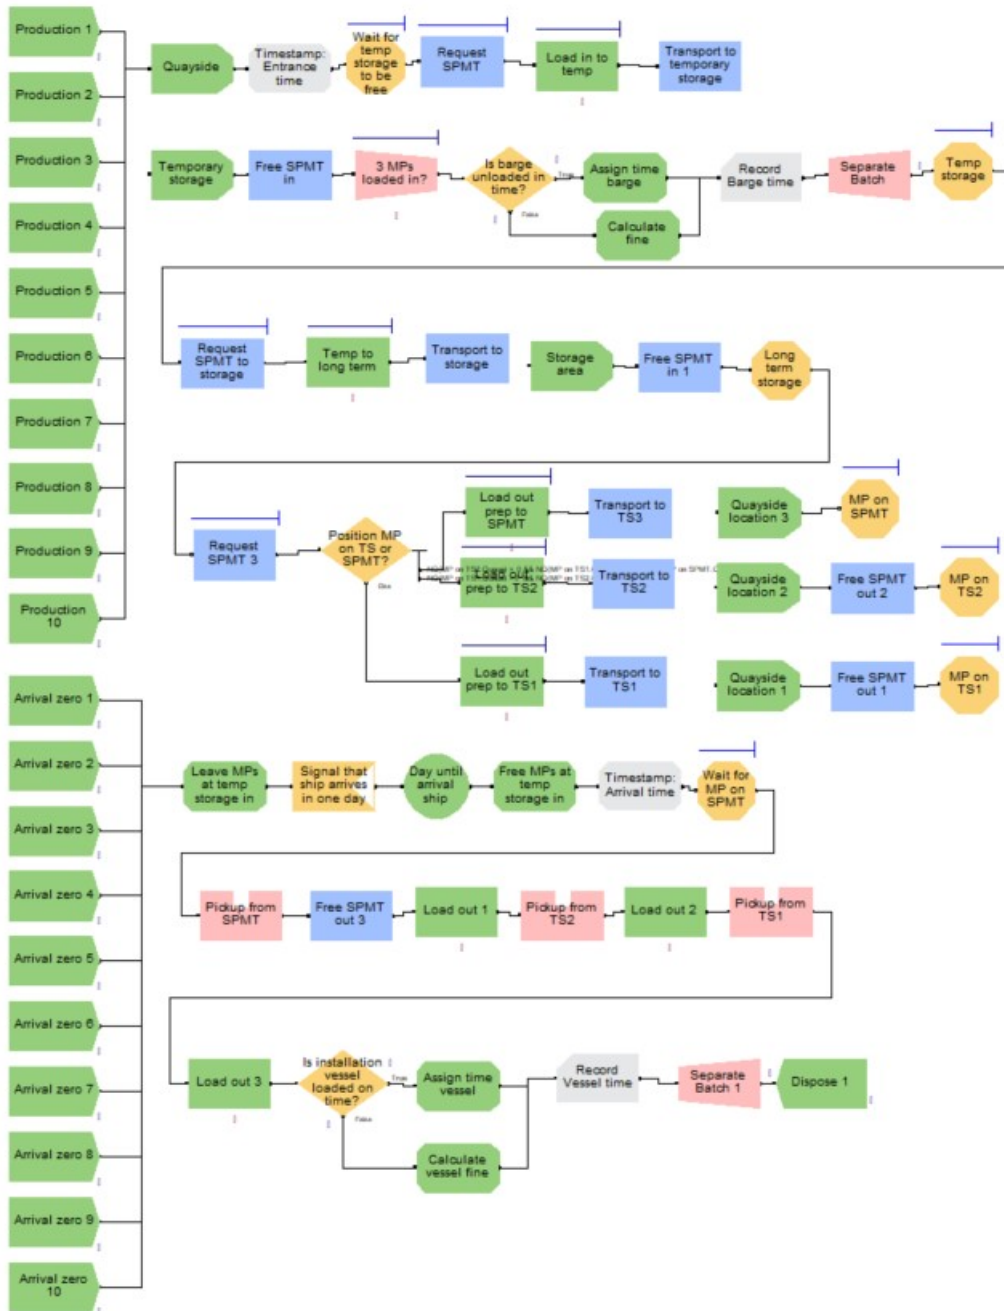 Production 1
Production 2
Production 3
Production 4
Production 5
Production 6
Production 7
Production 8
Production 9
Production
10
Quayside
Timestamp:
Entrance
time
Wait for
temp
storage
to be
free
Request
SPMT
Load in to
temp
Transport to
temporary
storage
Temporary
storage
Free SPMT
in
3 MPs
loaded in?
Is barge
unloaded in
time?
True
False
Assign time
barge
Calculate
fine
Record
Barge time
Separate
Batch
Temp
storage
Request
SPMT to
storage
Temp to
long term
Transport to
storage
Storage
area
Free SPMT
in 1
Long
term
storage
Request
SPMT 3
Position MP
on TS or
SPMT?
Else
Load out
prep to
SPMT
Transport to
TS3
Quayside
location 3
MP on
SPMT
Load out
prep to TS2
Transport to
TS2
Quayside
location 2
Free SPMT
out 2
MP on
TS2
Load out
prep to TS1
Transport to
TS1
Quayside
location 1
Free SPMT
out 1
MP on
TS1
Arrival zero 1
Arrival zero 2
Arrival zero 3
Arrival zero 4
Arrival zero 5
Arrival zero 6
Arrival zero 7
Arrival zero 8
Arrival zero 9
Arrival zero
10
Leave MPs
at temp
storage in
Signal that
ship arrives
in one day
Day until
arrival
ship
Free MPs at
temp
storage in
Timestamp:
Arrival time
Wait for
MP on
SPMT
Pickup from
SPMT
Free SPMT
out 3
Load out 1
Pickup from
TS2
Load out 2
Pickup from
TS1
Load out 3
Is installation
vessel
loaded on
time?
True
False
Assign time
vessel
Calculate
vessel fine
Record
Vessel time
Separate
Batch 1
Dispose 1